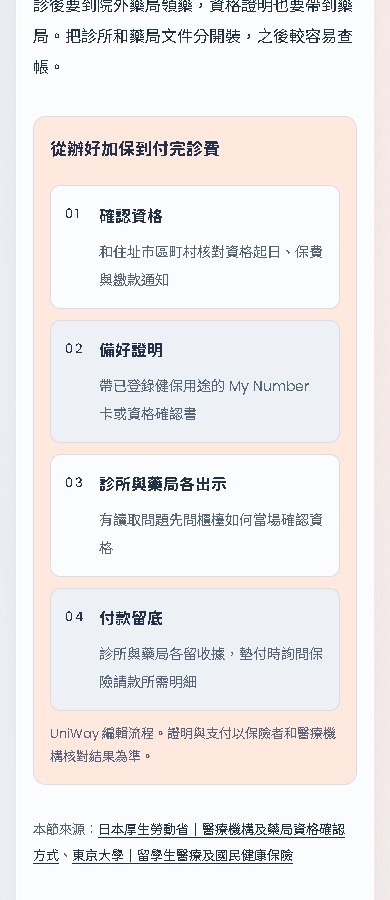 診後要到院外藥局領藥，資格證明也要帶到藥
局。把診所和藥局文件分開裝，之後較容易查
帳。
從辦好加保到付完診費
01 確認資格
和住址市區町村核對資格起日、保費
與繳款通知
02 備好證明
帶已登錄健保用途的 My Number
卡或資格確認書
03 診所與藥局各出示
有讀取問題先問櫃檯如何當場確認資
格
04 付款留底
診所與藥局各留收據，墊付時詢問保
險請款所需明細
UniWay 編輯流程。證明與支付以保險者和醫療機
構核對結果為準。
本節來源：日本厚生勞動省｜醫療機構及藥局資格確認
方式、東京大學｜留學生醫療及國民健康保險